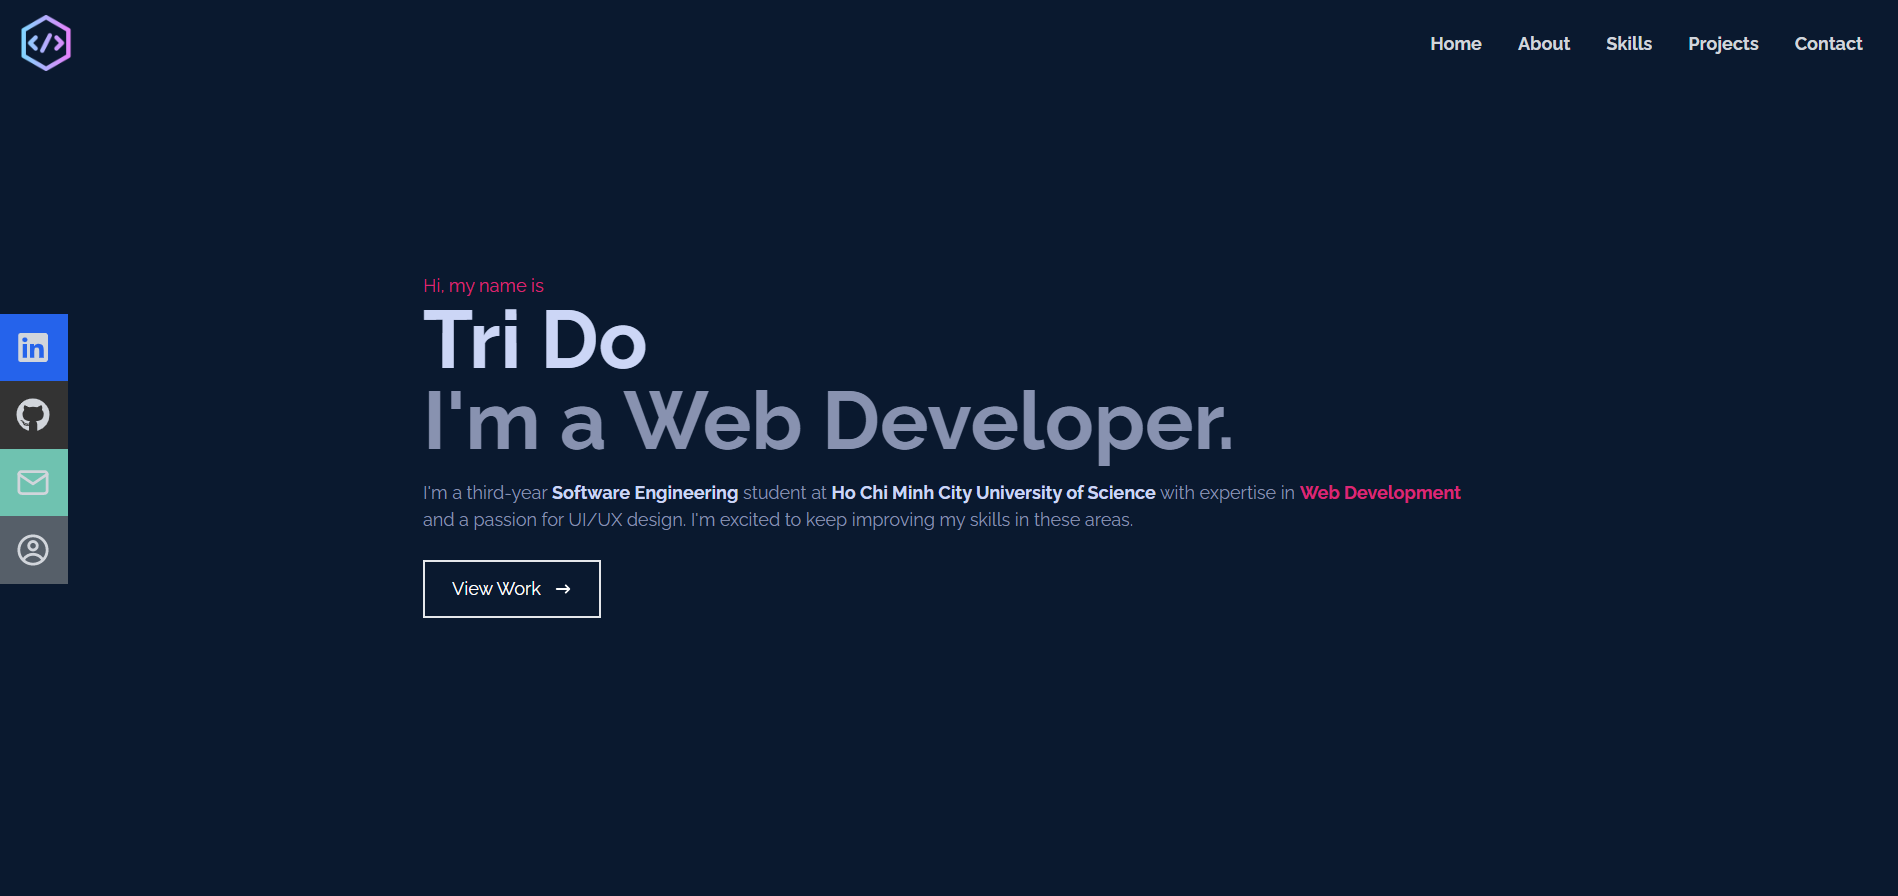 Home About Skills Projects Contact
Hi, my name is
Tri Do
I'm a Web Developer.
I'm a third-year Software Engineering student at Ho Chi Minh City University of Science with expertise in Web Development
and a passion for UI/UX design. I'm excited to keep improving my skills in these areas.
in
View Work →